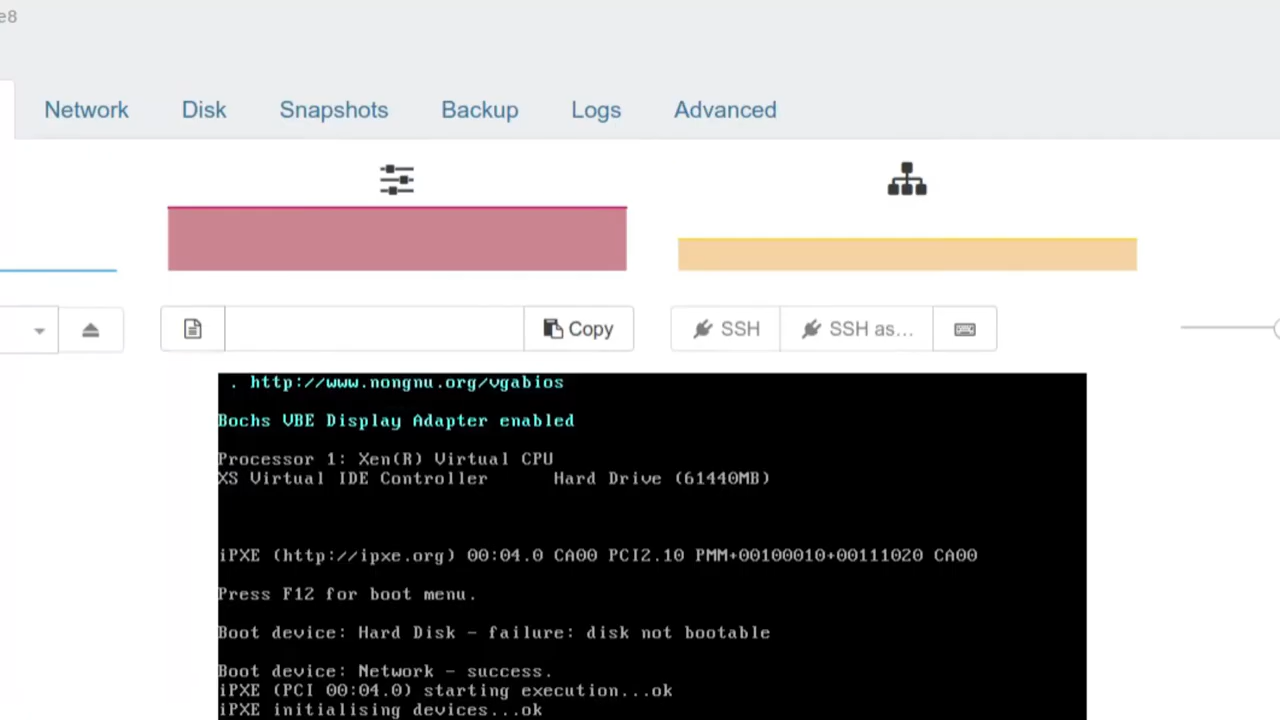 e8
Network Disk Snapshots Backup Logs Advanced
Copy SSH SSH as...
. http://www.nongnu.org/vgabios
Bochs VBE Display Adapter enabled
Processor 1: Xen(R) Virtual CPU
XS Virtual IDE Controller Hard Drive (61440MB)
iPXE (http://ipxe.org) 00:04.0 CA00 PCI2.10 PMM+00100010+00111020 CA00
Press F12 for boot menu.
Boot device: Hard Disk - failure: disk not bootable
Boot device: Network - success.
iPXE (PCI 00:04.0) starting execution...ok
iPXE initialising devices...ok